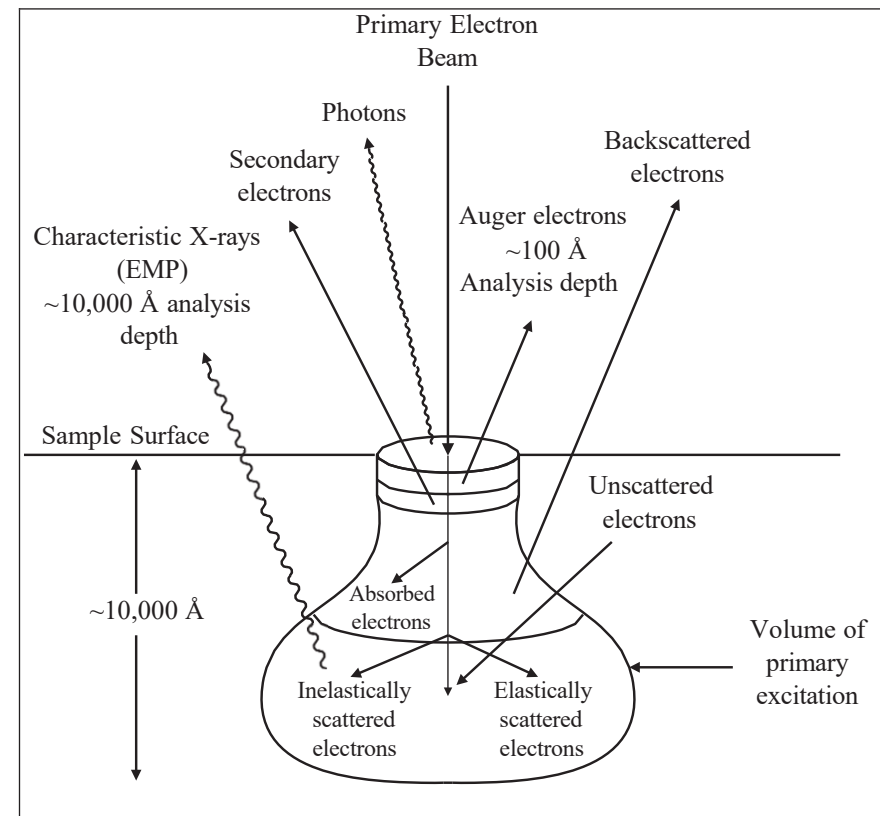 Primary Electron
Beam
Photons
Secondary
electrons
Backscattered
electrons
Auger electrons
~100 Å
Analysis depth
Characteristic X-rays
(EMP)
~10,000 Å analysis
depth
Sample Surface
Unscattered
electrons
Absorbed
electrons
~10,000 Å
Volume of
primary
excitation
Inelastically
scattered
electrons
Elastically
scattered
electrons